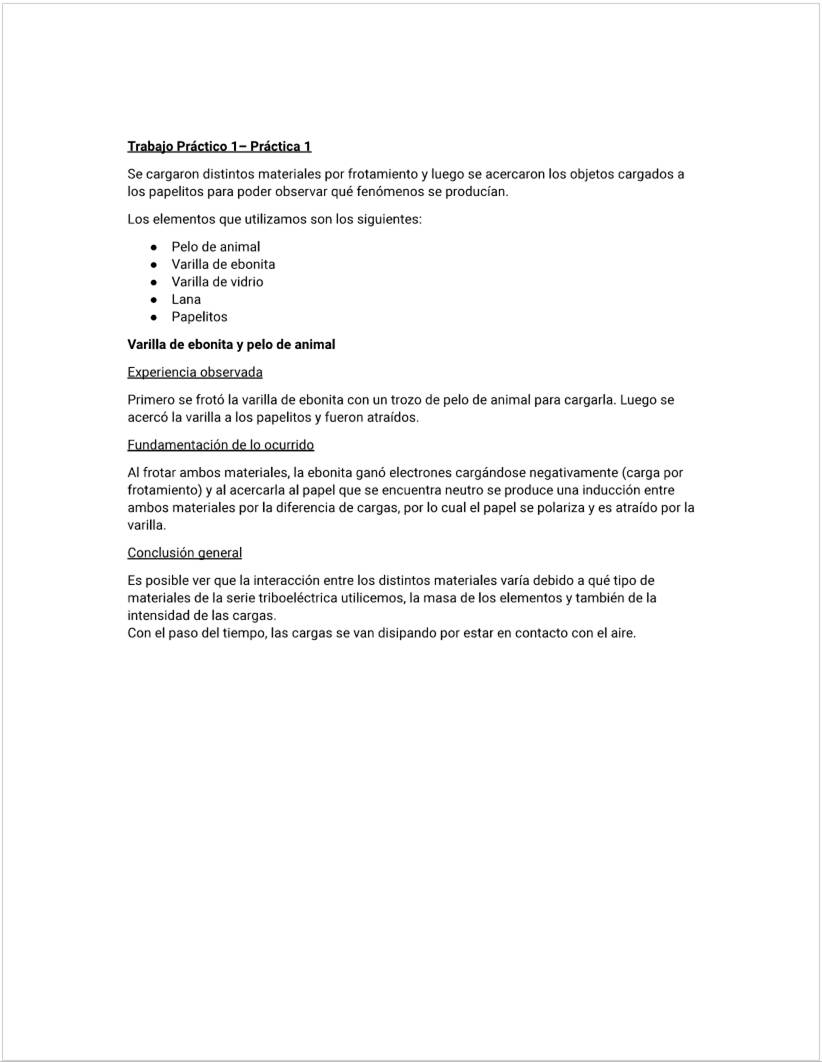 Trabajo Práctico 1– Práctica 1
Se cargaron distintos materiales por frotamiento y luego se acercaron los objetos cargados a
los papelitos para poder observar qué fenómenos se producían.
Los elementos que utilizamos son los siguientes:
● Pelo de animal
● Varilla de ebonita
● Varilla de vidrio
● Lana
● Papelitos
Varilla de ebonita y pelo de animal
Experiencia observada
Primero se frotó la varilla de ebonita con un trozo de pelo de animal para cargarla. Luego se
acercó la varilla a los papelitos y fueron atraídos.
Fundamentación de lo ocurrido
Al frotar ambos materiales, la ebonita ganó electrones cargándose negativamente (carga por
frotamiento) y al acercarla al papel que se encuentra neutro se produce una inducción entre
ambos materiales por la diferencia de cargas, por lo cual el papel se polariza y es atraído por la
varilla.
Conclusión general
Es posible ver que la interacción entre los distintos materiales varía debido a qué tipo de
materiales de la serie triboeléctrica utilicemos, la masa de los elementos y también de la
intensidad de las cargas.
Con el paso del tiempo, las cargas se van disipando por estar en contacto con el aire.